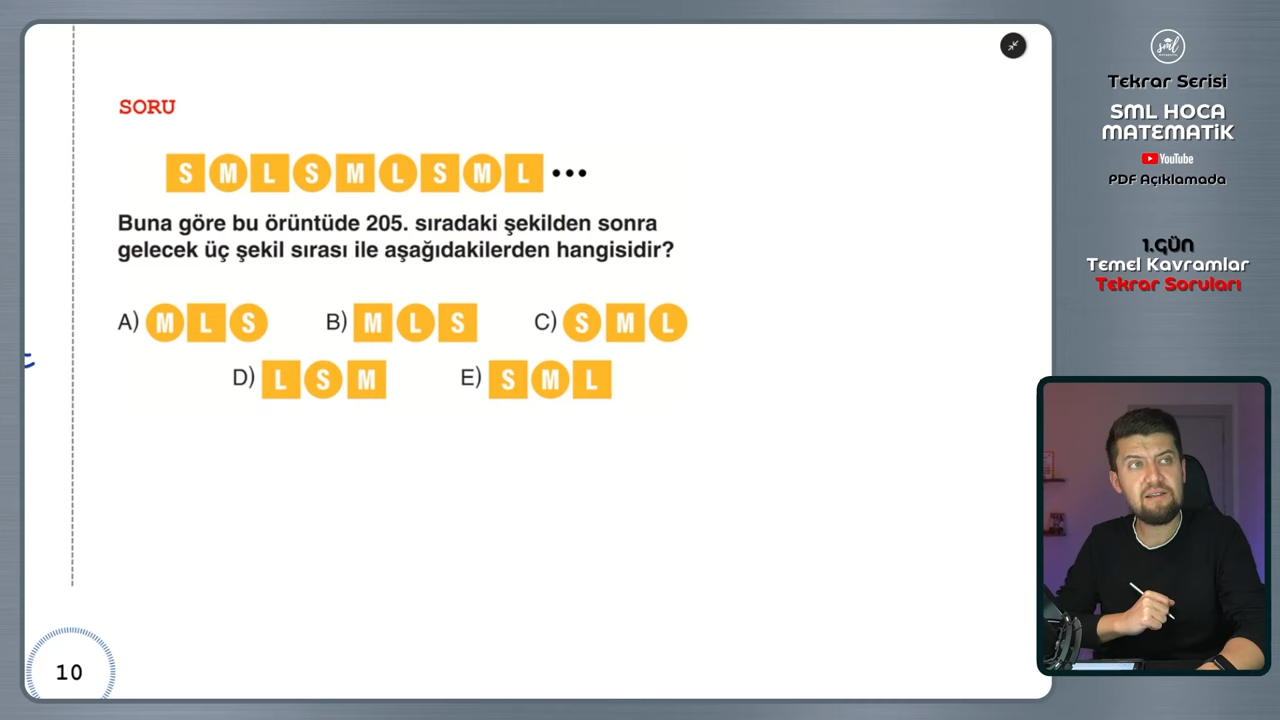 SORU
S M L S M L S M L •••
Buna göre bu örüntüde 205. sıradaki şekilden sonra
gelecek üç şekil sırası ile aşağıdakilerden hangisidir?
A) M L S B) M L S C) S M L
D) L S M E) S M L
10
sml
Tekrar Serisi
SML HOCA
MATEMATİK
YouTube
PDF Açıklamada
1.GÜN
Temel Kavramlar
Tekrar Soruları